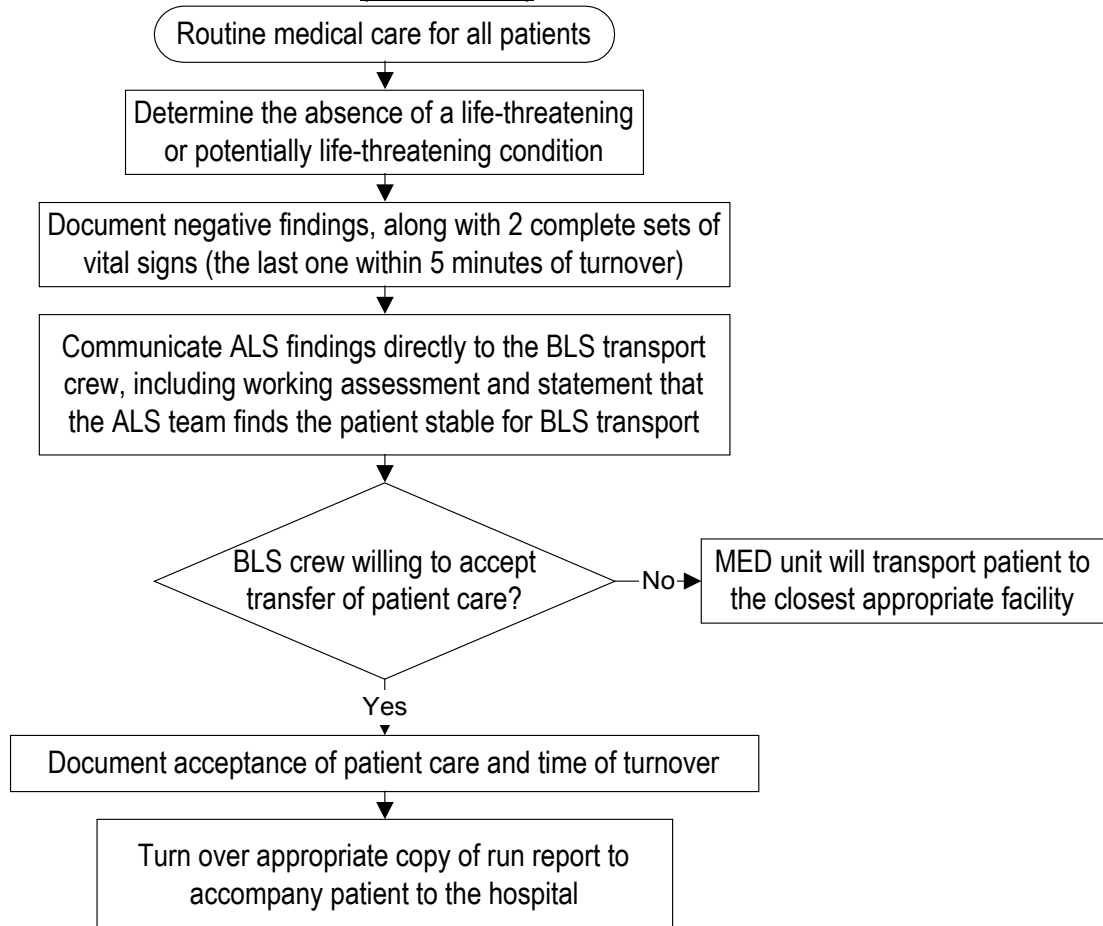 Routine medical care for all patients
Determine the absence of a life-threatening
or potentially life-threatening condition
Document negative findings, along with 2 complete sets of
vital signs (the last one within 5 minutes of turnover)
Communicate ALS findings directly to the BLS transport
crew, including working assessment and statement that
the ALS team finds the patient stable for BLS transport
BLS crew willing to accept
transfer of patient care?
No
MED unit will transport patient to
the closest appropriate facility
Yes
Document acceptance of patient care and time of turnover
Turn over appropriate copy of run report to
accompany patient to the hospital